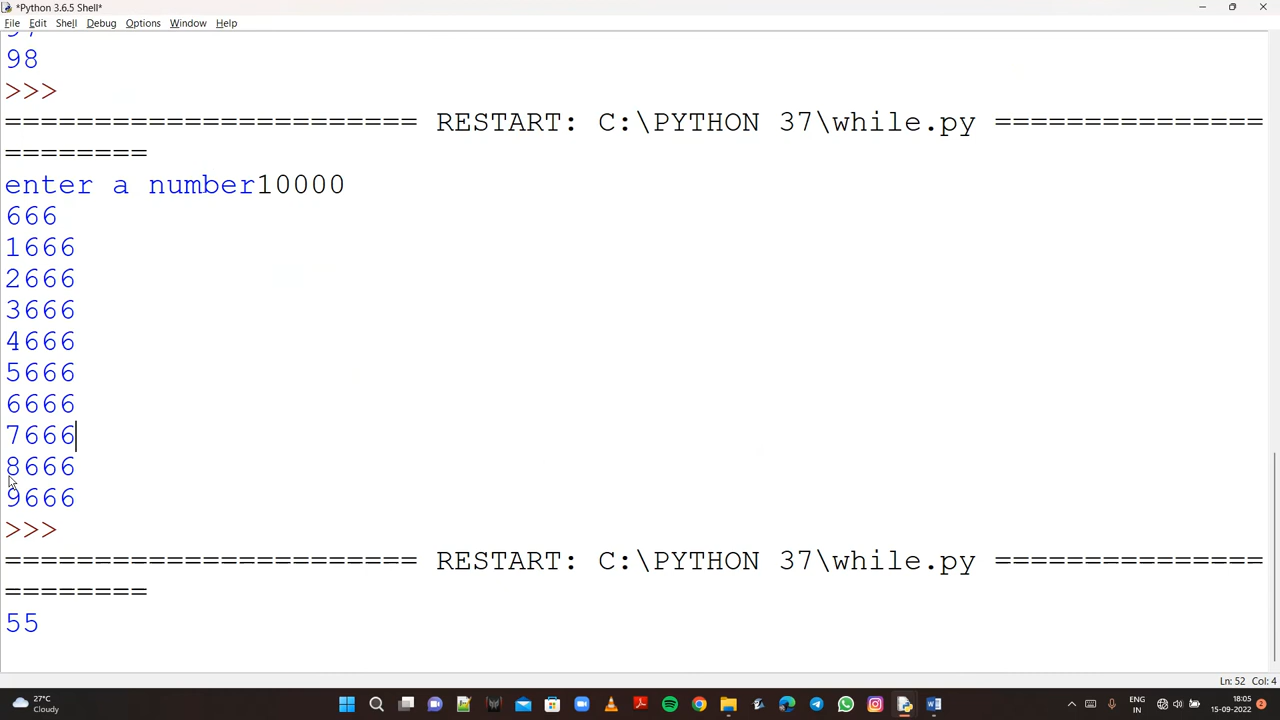 *Python 3.6.5 Shell*
File Edit Shell Debug Options Window Help
98
>>>
======================= RESTART: C:\PYTHON 37\while.py ===============
========
enter a number10000
666
1666
2666
3666
4666
5666
6666
7666
8666
9666
>>>
======================= RESTART: C:\PYTHON 37\while.py ===============
========
55
Ln: 52 Col: 4
27°C
Cloudy
ENG
IN
18:05
15-09-2022